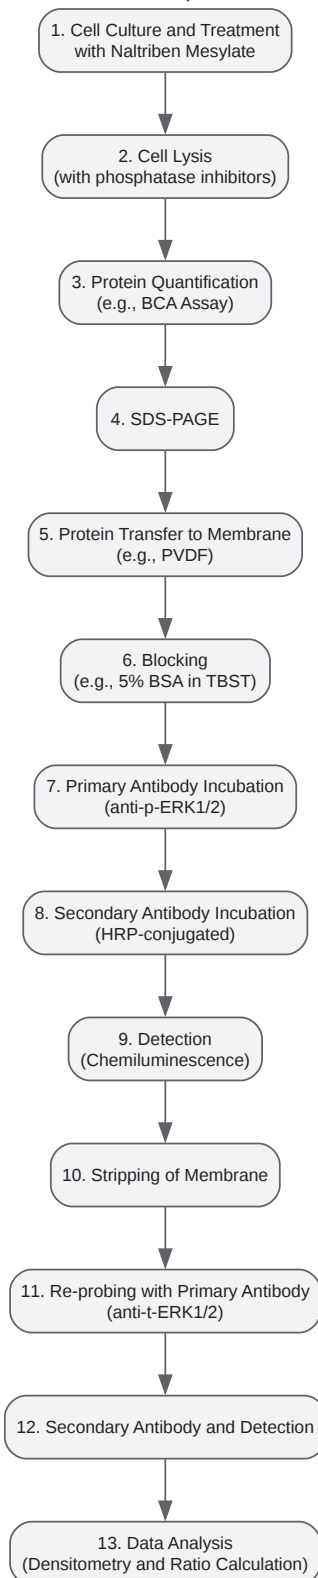 1. Cell Culture and Treatment
with Naltriben Mesylate
2. Cell Lysis
(with phosphatase inhibitors)
3. Protein Quantification
(e.g., BCA Assay)
4. SDS-PAGE
5. Protein Transfer to Membrane
(e.g., PVDF)
6. Blocking
(e.g., 5% BSA in TBST)
7. Primary Antibody Incubation
(anti-p-ERK1/2)
8. Secondary Antibody Incubation
(HRP-conjugated)
9. Detection
(Chemiluminescence)
10. Stripping of Membrane
11. Re-probing with Primary Antibody
(anti-t-ERK1/2)
12. Secondary Antibody and Detection
13. Data Analysis
(Densitometry and Ratio Calculation)